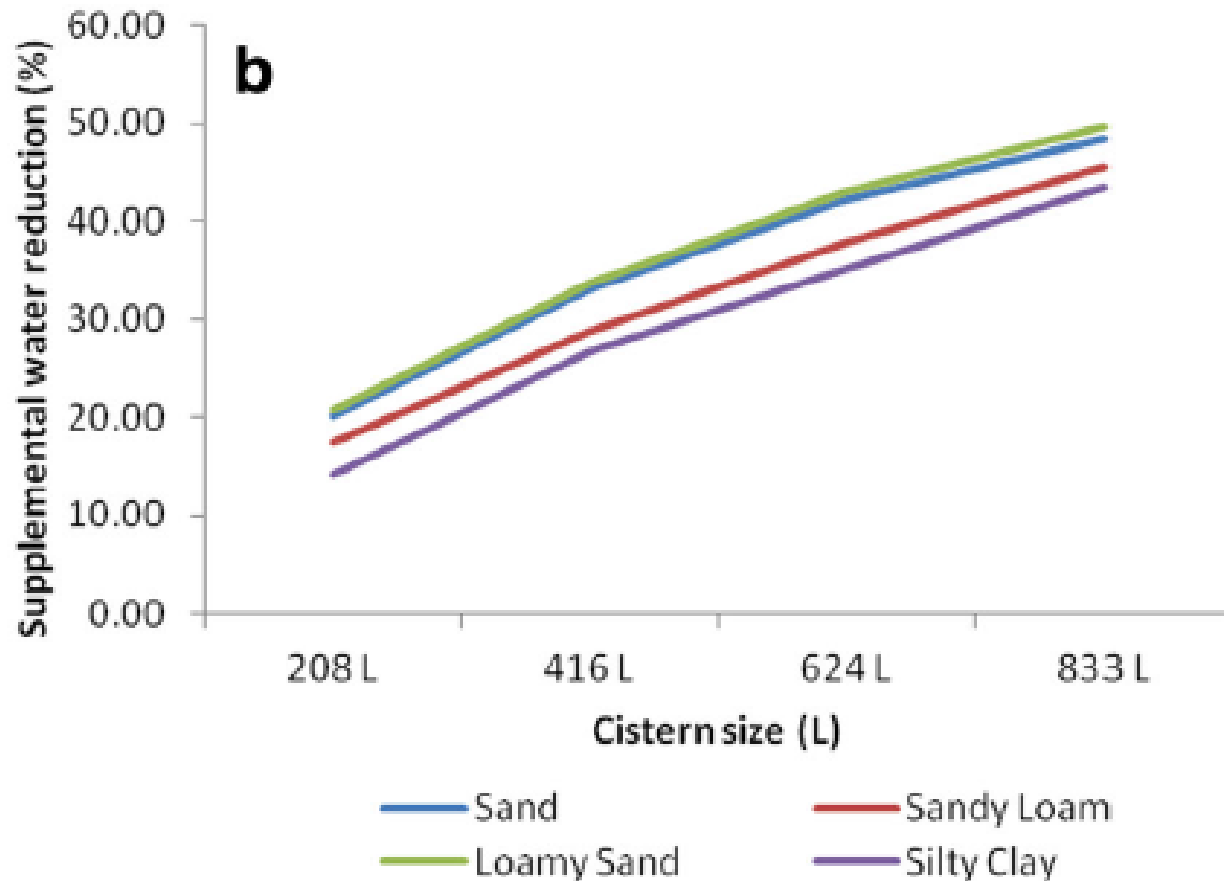 b
Supplemental water reduction (%)
60.00
50.00
40.00
30.00
20.00
10.00
0.00
208 L 416 L 624 L 833 L
Cistern size (L)
Sand Sandy Loam
Loamy Sand Silty Clay